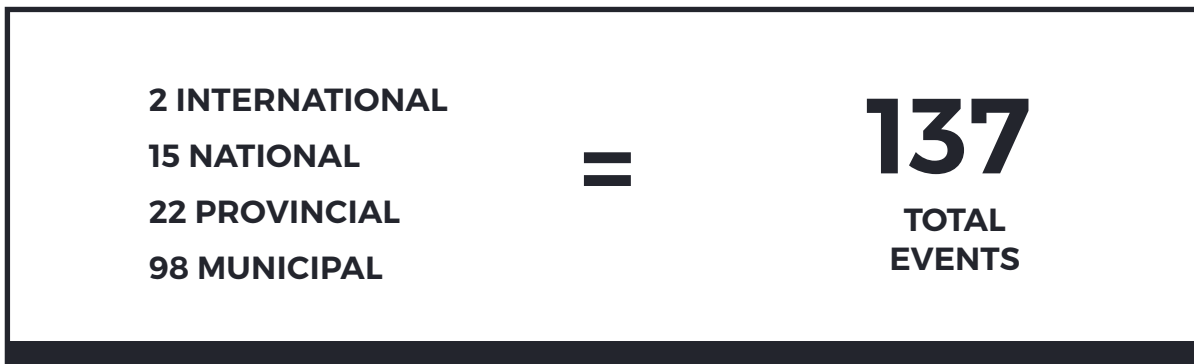 2 INTERNATIONAL
15 NATIONAL
22 PROVINCIAL
98 MUNICIPAL
=
137
TOTAL
EVENTS